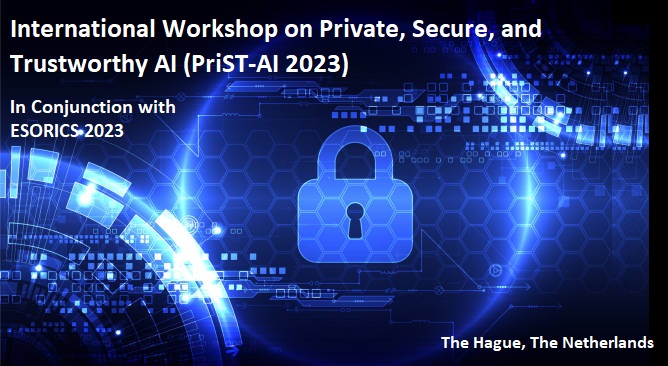 International Workshop on Private, Secure, and
Trustworthy AI (PriST-AI 2023)
In Conjunction with
ESORICS 2023
The Hague, The Netherlands